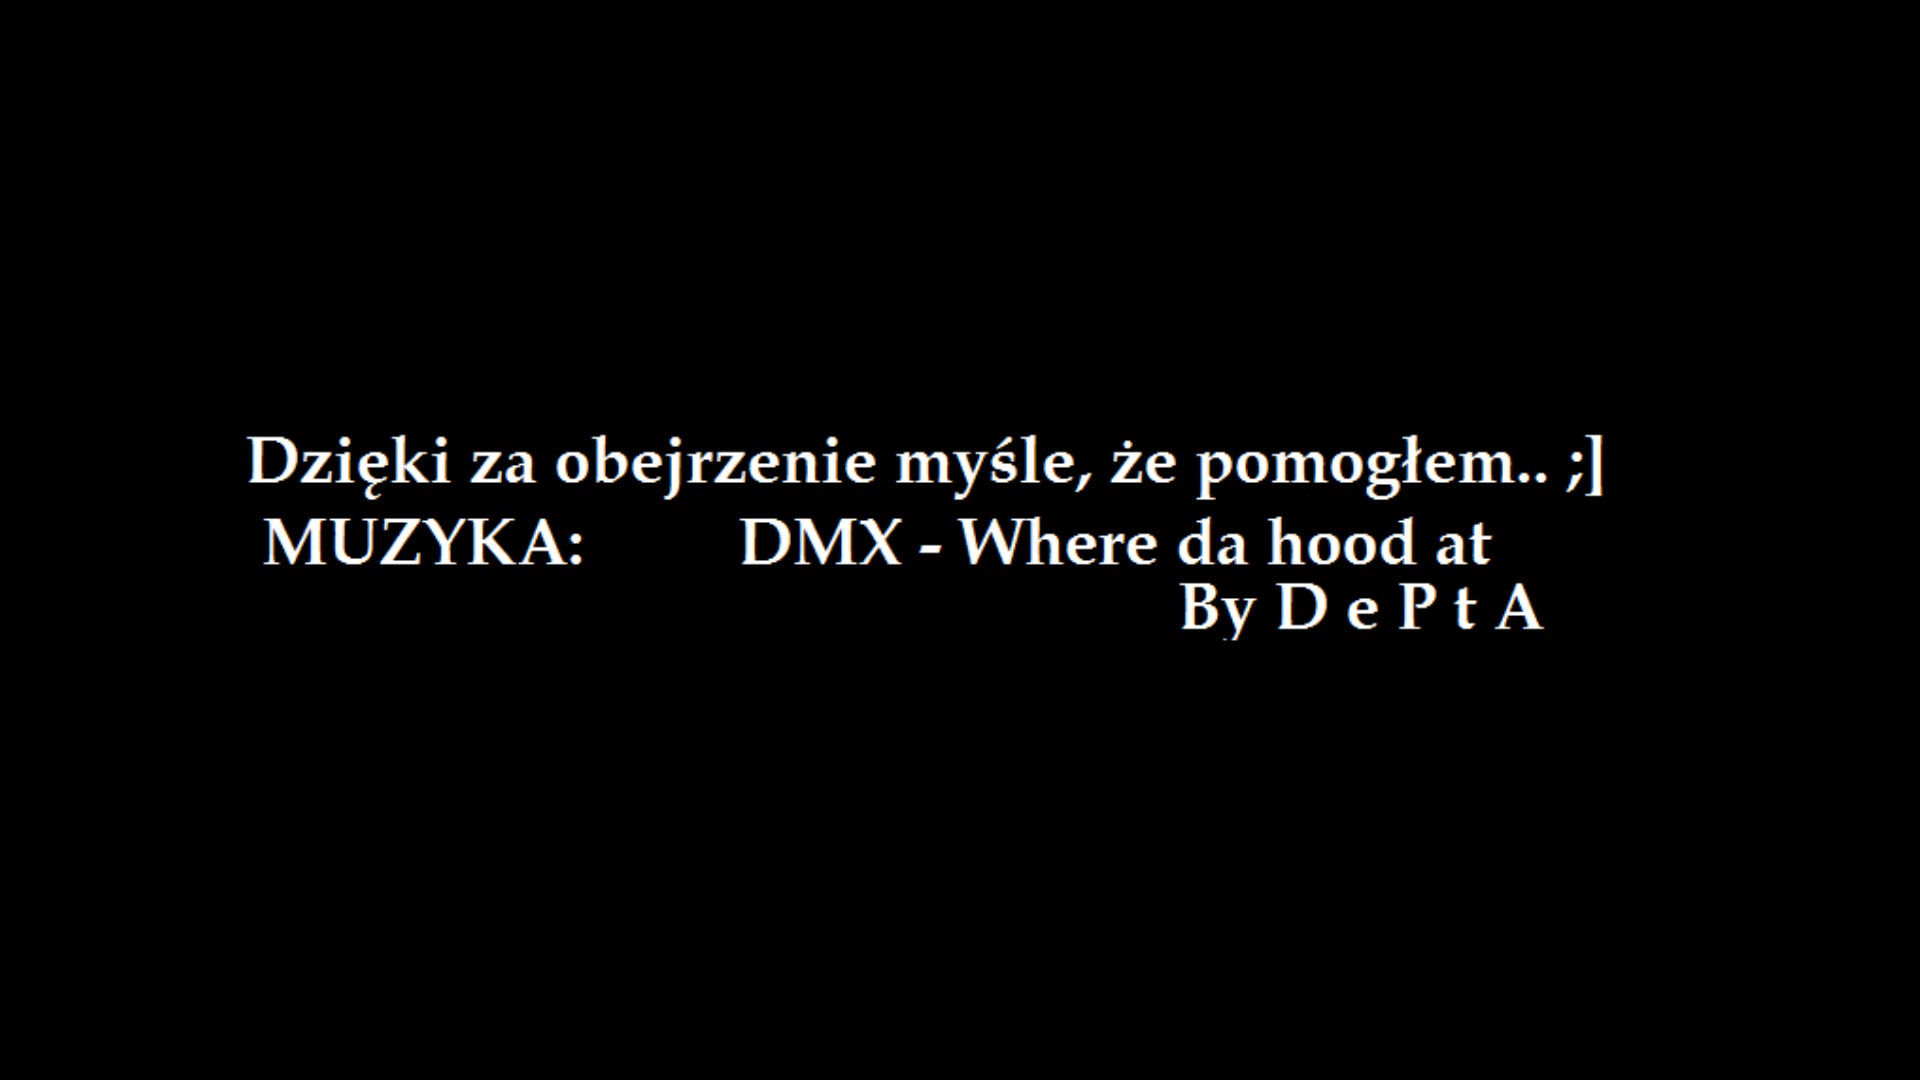 Dzięki za obejrzenie myśle, że pomogłem.. ;]
MUZYKA: DMX - Where da hood at
By D e P t A